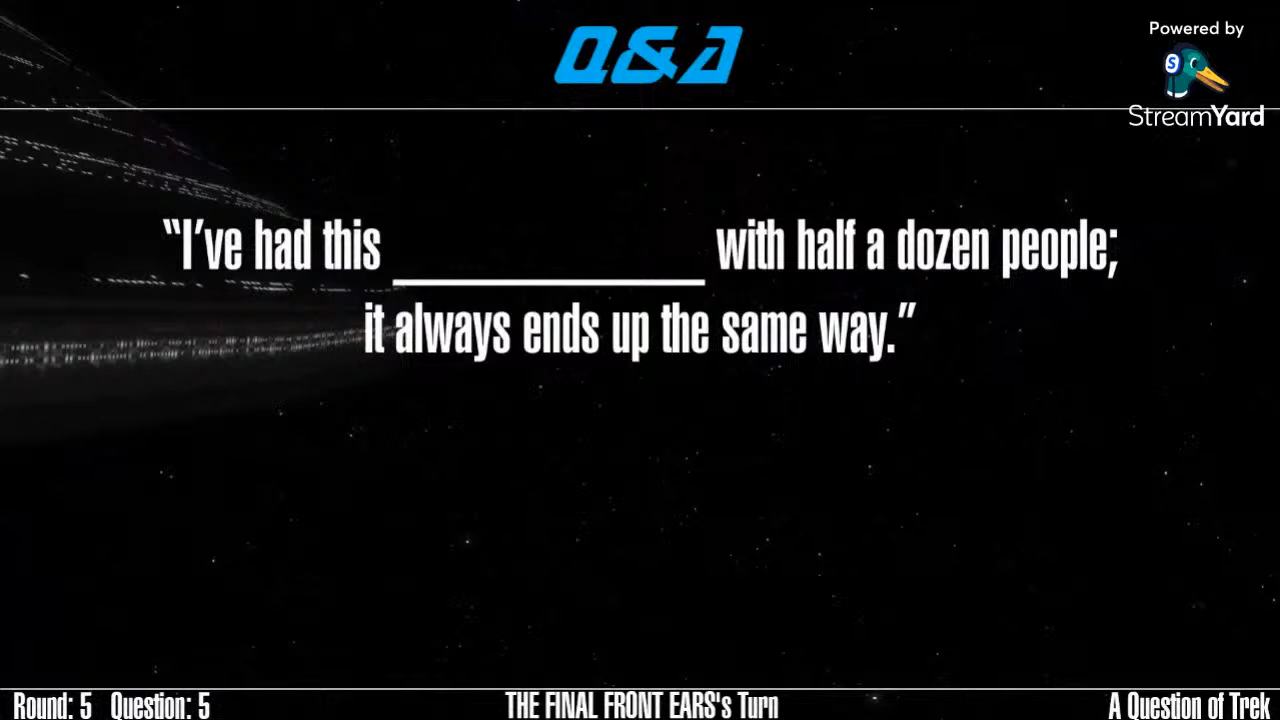 Q&A
Powered by
StreamYard
“I’ve had this ____________ with half a dozen people;
it always ends up the same way.”
Round: 5 Question: 5
THE FINAL FRONT EARS's Turn
A Question of Trek